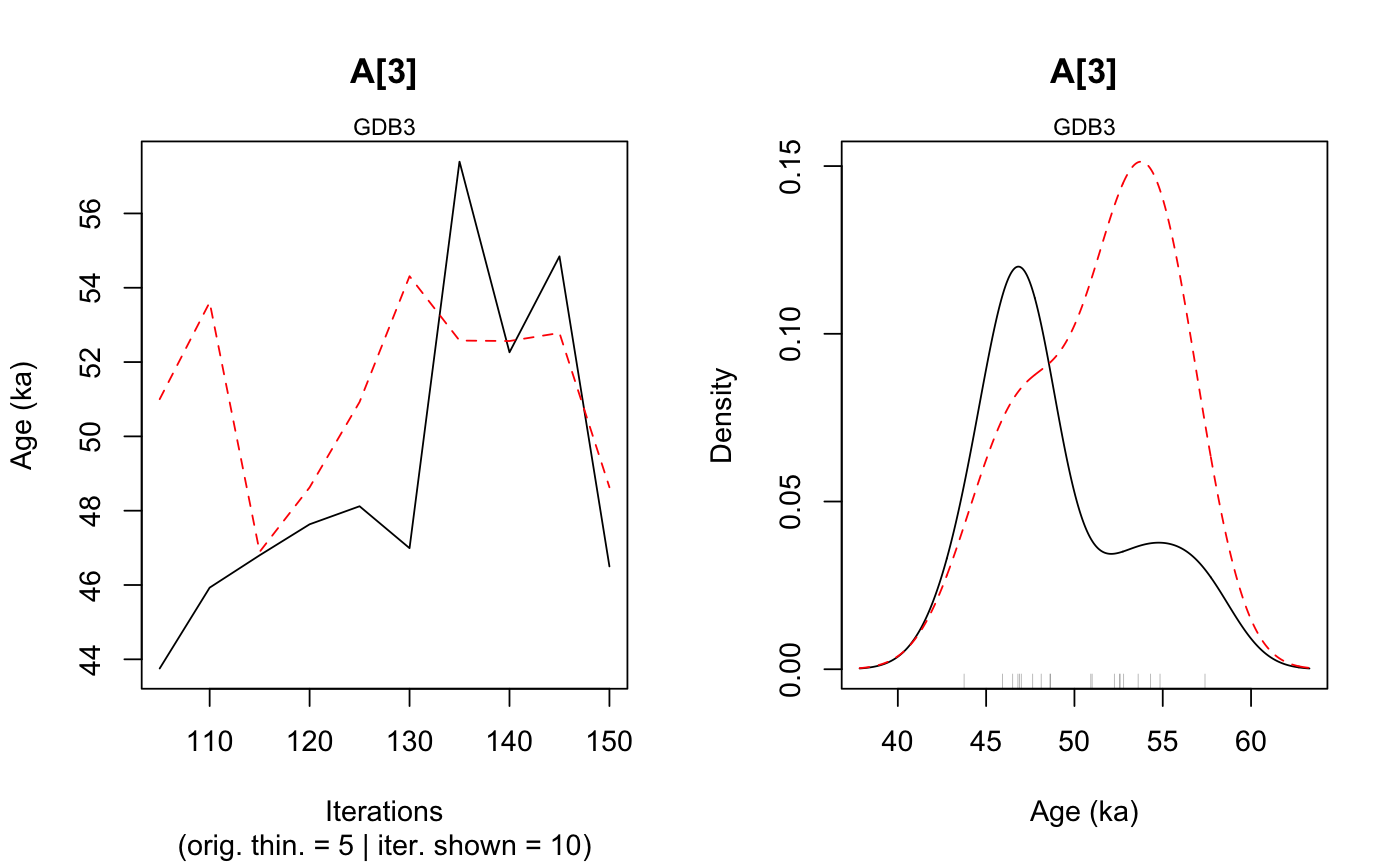 A[3]
GDB3
Age (ka)
56
54
52
50
48
46
44
110 120 130 140 150
Iterations
(orig. thin. = 5 | iter. shown = 10)
A[3]
GDB3
Density
0.15
0.10
0.05
0.00
40 45 50 55 60
Age (ka)